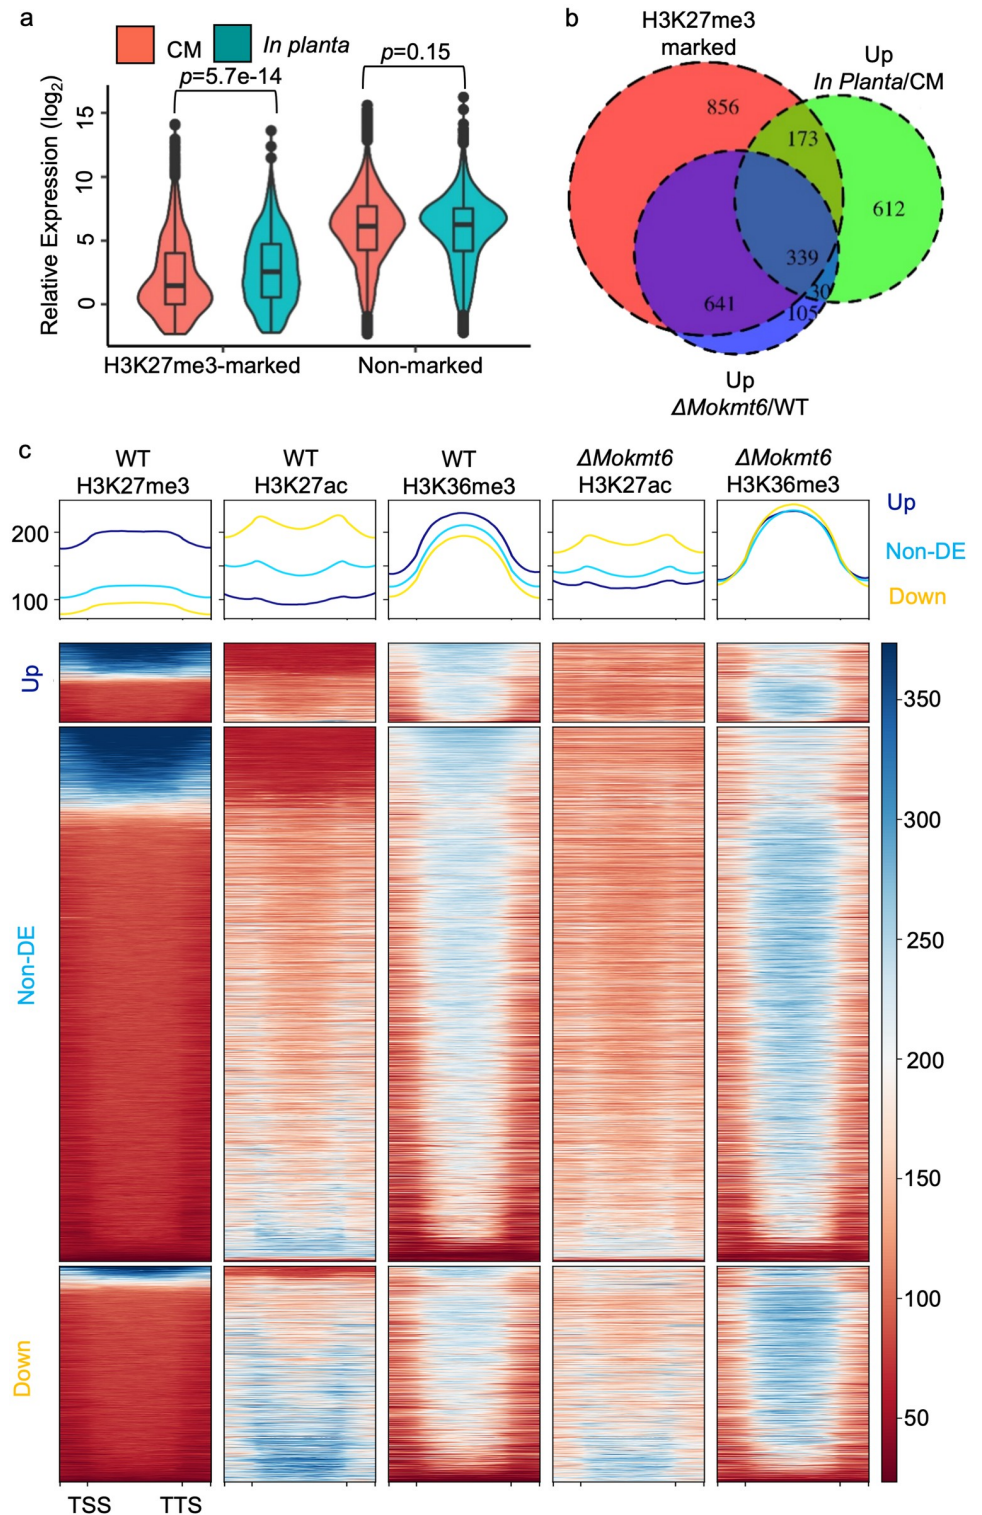 a
CM
In planta
p=5.7e-14
p=0.15
Relative Expression (log2)
15
10
5
0
H3K27me3-marked
Non-marked
b
H3K27me3
marked
Up
In Planta/CM
856
173
612
339
30
641
105
Up
ΔMokmt6/WT
c
WT
H3K27me3
WT
H3K27ac
WT
H3K36me3
ΔMokmt6
H3K27ac
ΔMokmt6
H3K36me3
200
100
Up
Non-DE
Down
Up
Non-DE
Down
350
300
250
200
150
100
50
TSS
TTS